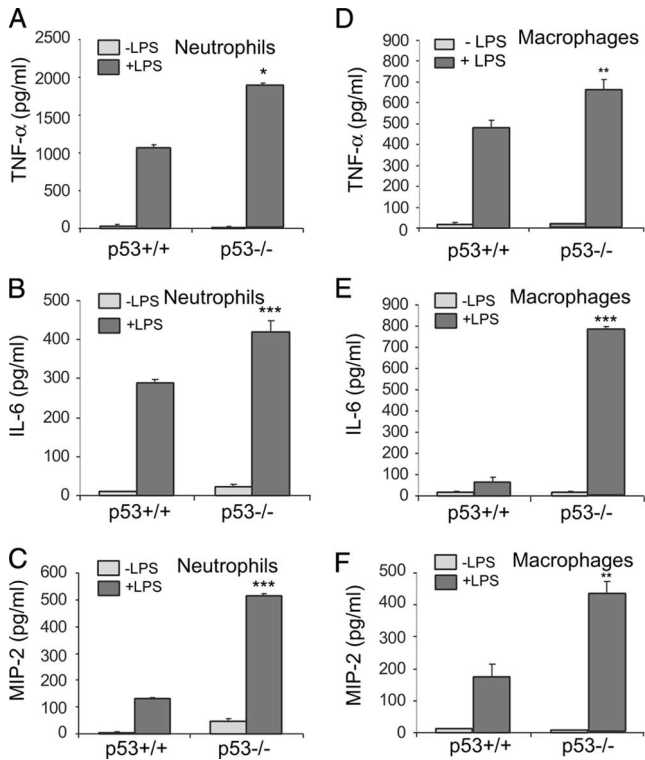 A
-LPS
+LPS
Neutrophils
TNF-α (pg/ml)
2500
2000
1500
1000
500
0
*
p53+/+
p53-/-
B
-LPS
+LPS
Neutrophils
IL-6 (pg/ml)
500
400
300
200
100
0
***
p53+/+
p53-/-
C
-LPS
+LPS
Neutrophils
MIP-2 (pg/ml)
600
500
400
300
200
100
0
***
p53+/+
p53-/-
D
- LPS
+ LPS
Macrophages
TNF-α (pg/ml)
900
800
700
600
500
400
300
200
100
0
**
p53+/+
p53-/-
E
-LPS
+LPS
Macrophages
IL-6 (pg/ml)
900
800
700
600
500
400
300
200
100
0
***
p53+/+
p53-/-
F
-LPS
+LPS
Macrophages
MIP-2 (pg/ml)
500
400
300
200
100
0
**
p53+/+
p53-/-